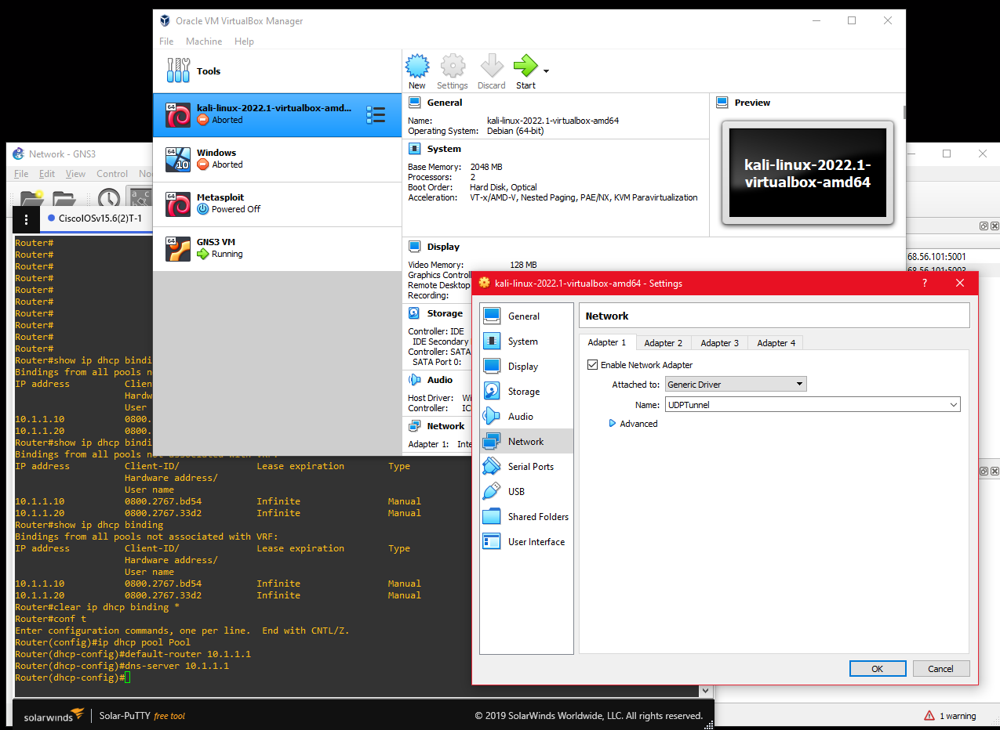 Oracle VM VirtualBox Manager
File Machine Help
Tools
New Settings Discard Start
64
kali-linux-2022.1-virtualbox-amd...
Aborted
64
10
Windows
Aborted
64
Metasploit
Powered Off
64
GNS3 VM
Running
General
Name: kali-linux-2022.1-virtualbox-amd64
Operating System: Debian (64-bit)
System
Base Memory: 2048 MB
Processors: 2
Boot Order: Hard Disk, Optical
Acceleration: VT-x/AMD-V, Nested Paging, PAE/NX, KVM Paravirtualization
Display
Video Memory: 128 MB
Graphics Control
Remote Desktop
Recording:
Storage
Controller: IDE
IDE Secondary
Controller: SATA
SATA Port 0:
Audio
Host Driver: Wi
Controller: IC
Network
Adapter 1: Inte
Preview
kali-linux-2022.1-
virtualbox-amd64
Network - GNS3
File Edit View Control No
CiscoIOSv15.6(2)T-1
68.56.101:5001
68.56.101:5002
Router#
Router#
Router#
Router#
Router#
Router#
Router#
Router#
Router#
Router#
Router#show ip dhcp bindi
Bindings from all pools n
IP address Clien
Hardw
User
10.1.1.10 0800.
10.1.1.20 0800.
Router#show ip dhcp bindi
Bindings from all pools not associated with VRF:
IP address Client-ID/ Lease expiration Type
Hardware address/
User name
10.1.1.10 0800.2767.bd54 Infinite Manual
10.1.1.20 0800.2767.33d2 Infinite Manual
Router#show ip dhcp binding
Bindings from all pools not associated with VRF:
IP address Client-ID/ Lease expiration Type
Hardware address/
User name
10.1.1.10 0800.2767.bd54 Infinite Manual
10.1.1.20 0800.2767.33d2 Infinite Manual
Router#clear ip dhcp binding *
Router#conf t
Enter configuration commands, one per line. End with CNTL/Z.
Router(config)#ip dhcp pool Pool
Router(dhcp-config)#default-router 10.1.1.1
Router(dhcp-config)#dns-server 10.1.1.1
Router(dhcp-config)#
solarwinds Solar-PuTTY free tool
© 2019 SolarWinds Worldwide, LLC. All rights reserved.
1 warning
kali-linux-2022.1-virtualbox-amd64 - Settings
General
System
Display
Storage
Audio
Network
Serial Ports
USB
Shared Folders
User Interface
Network
Adapter 1 Adapter 2 Adapter 3 Adapter 4
Enable Network Adapter
Attached to: Generic Driver
Name: UDPTunnel
Advanced
OK Cancel